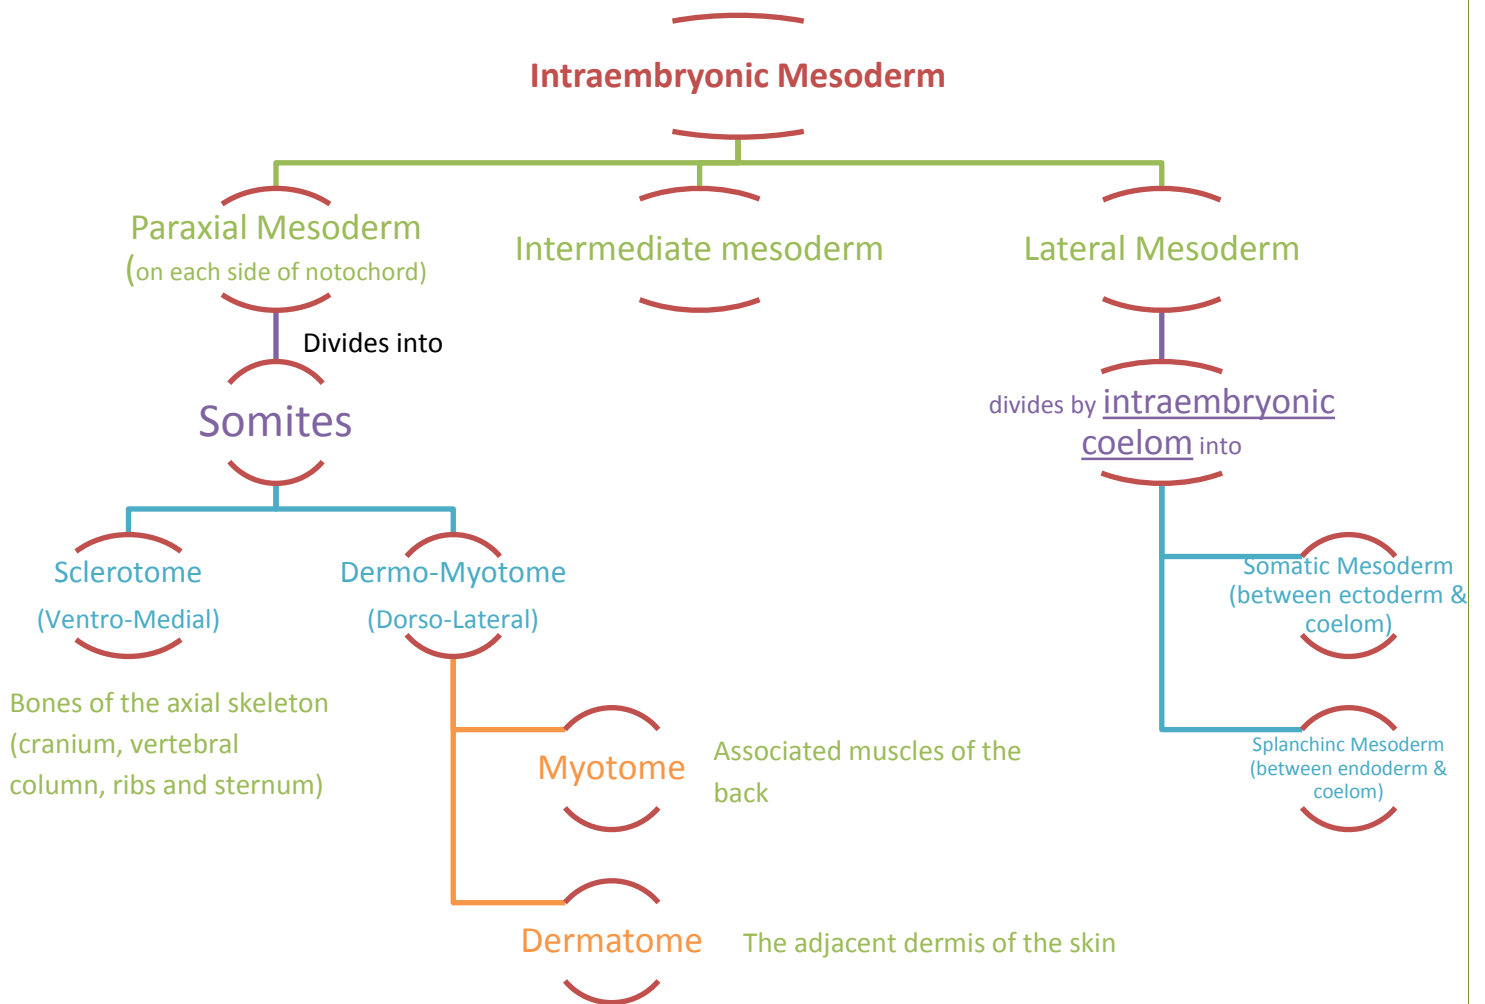 Intraembryonic Mesoderm
Paraxial Mesoderm
(on each side of notochord)
Intermediate mesoderm
Lateral Mesoderm
Divides into
Somites
divides by intraembryonic
coelom into
Sclerotome
(Ventro-Medial)
Dermo-Myotome
(Dorso-Lateral)
Somatic Mesoderm
(between ectoderm &
coelom)
Bones of the axial skeleton
(cranium, vertebral
column, ribs and sternum)
Myotome
Associated muscles of the
back
Splanchinc Mesoderm
(between endoderm &
coelom)
Dermatome
The adjacent dermis of the skin